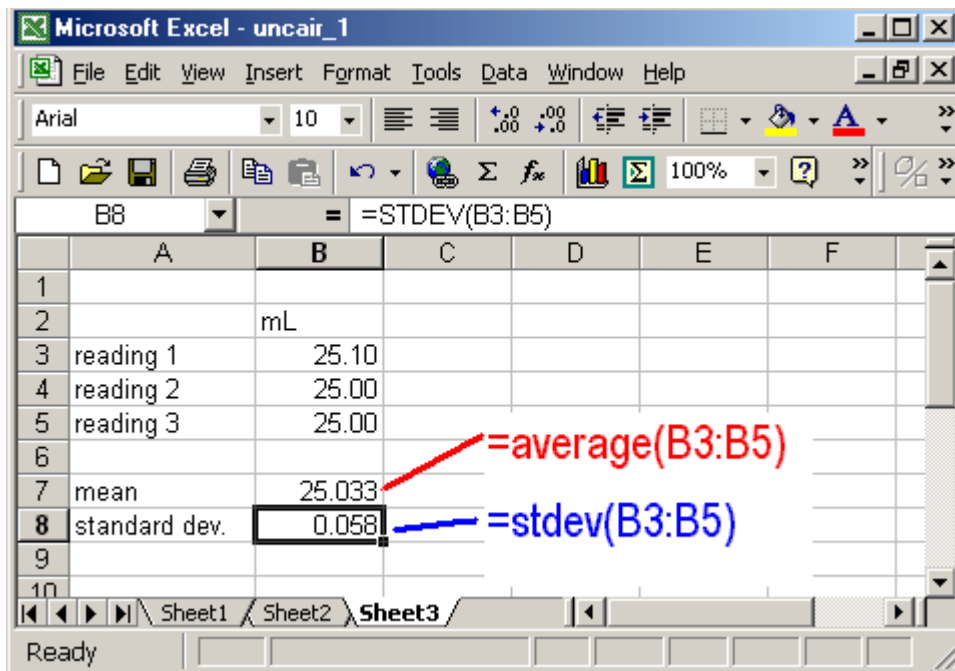 Microsoft Excel - uncair_1
File Edit View Insert Format Tools Data Window Help
Arial 10
100%
B8 = =STDEV(B3:B5)
A B C D E F
1
2 mL
3 reading 1 25.10
4 reading 2 25.00
5 reading 3 25.00
=average(B3:B5)
6
7 mean 25.033
8 standard dev. 0.058
=stdev(B3:B5)
9
10
Sheet1 Sheet2 Sheet3
Ready